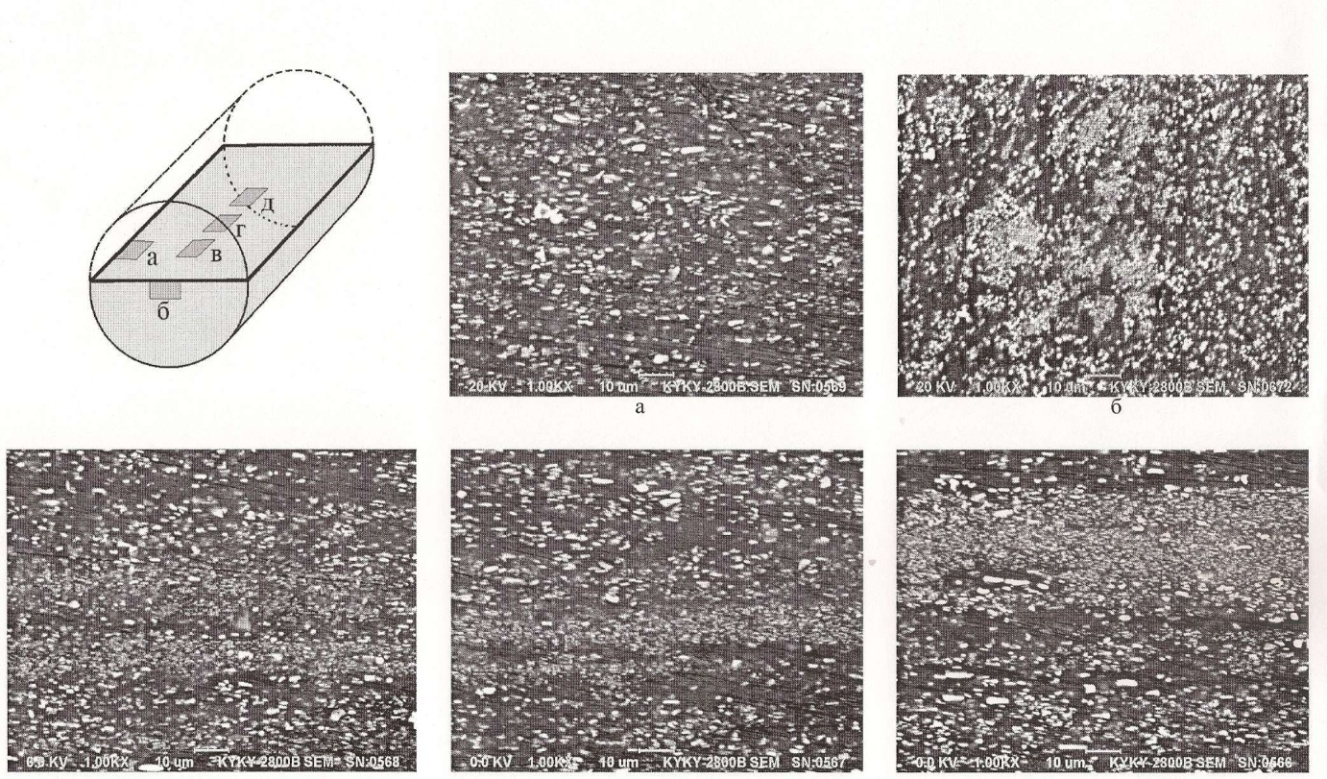 д
г
а
в
б
20 KV 1.00KX 10 um KYKY-2800B SEM SN:0569
20 KV 1.00KX 10 um KYKY-2800B SEM SN:0672
а
б
1.00KX 10 um KYKY-2800B SEM SN:0568
0.0 KV 1.00KX 10 um KYKY-2800B SEM SN:0567
0.0 KV 1.00KX 10 um KYKY-2800B SEM SN:0566